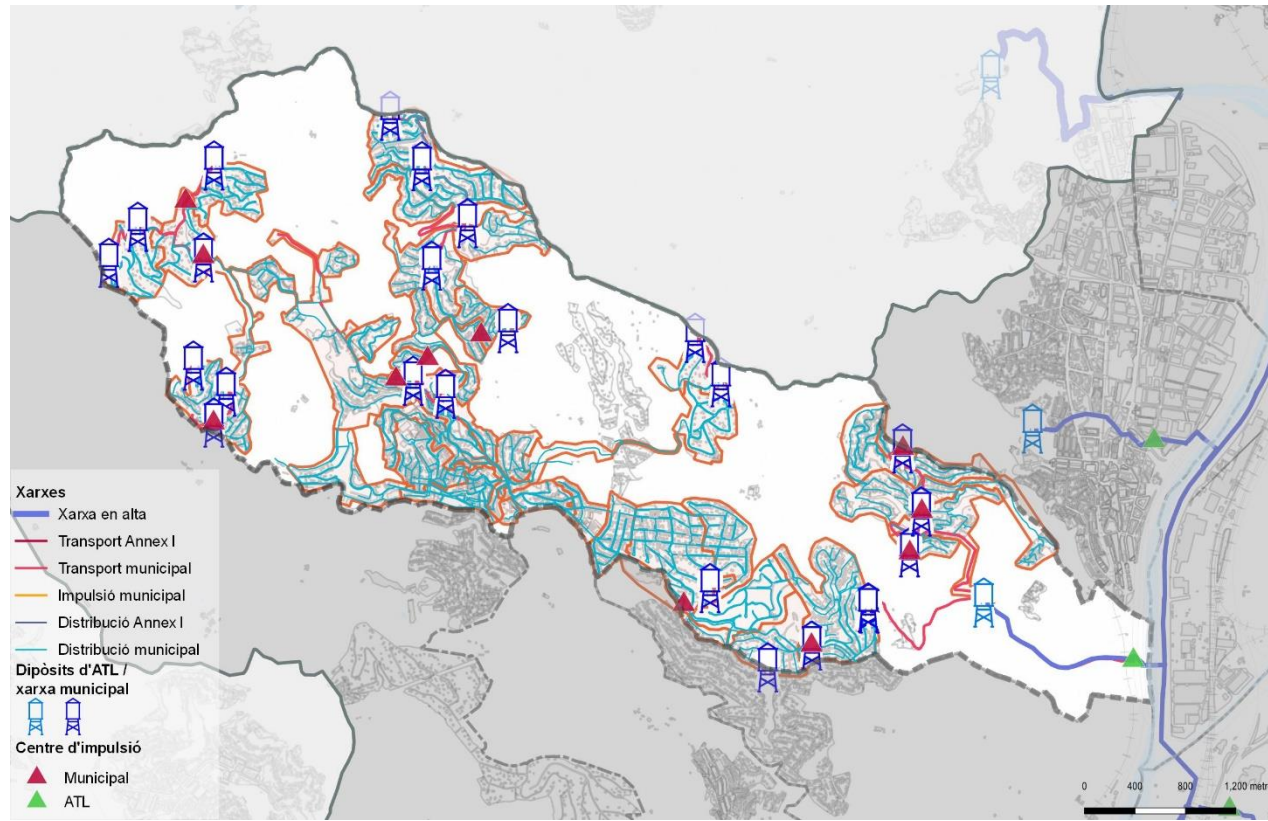 Xarxes
Xarxa en alta
Transport Annex I
Transport municipal
Impulsió municipal
Distribució Annex I
Distribució municipal
Dipòsits d'ATL /
xarxa municipal
Centre d'impulsió
Municipal
ATL
0 400 800 1,200 metre